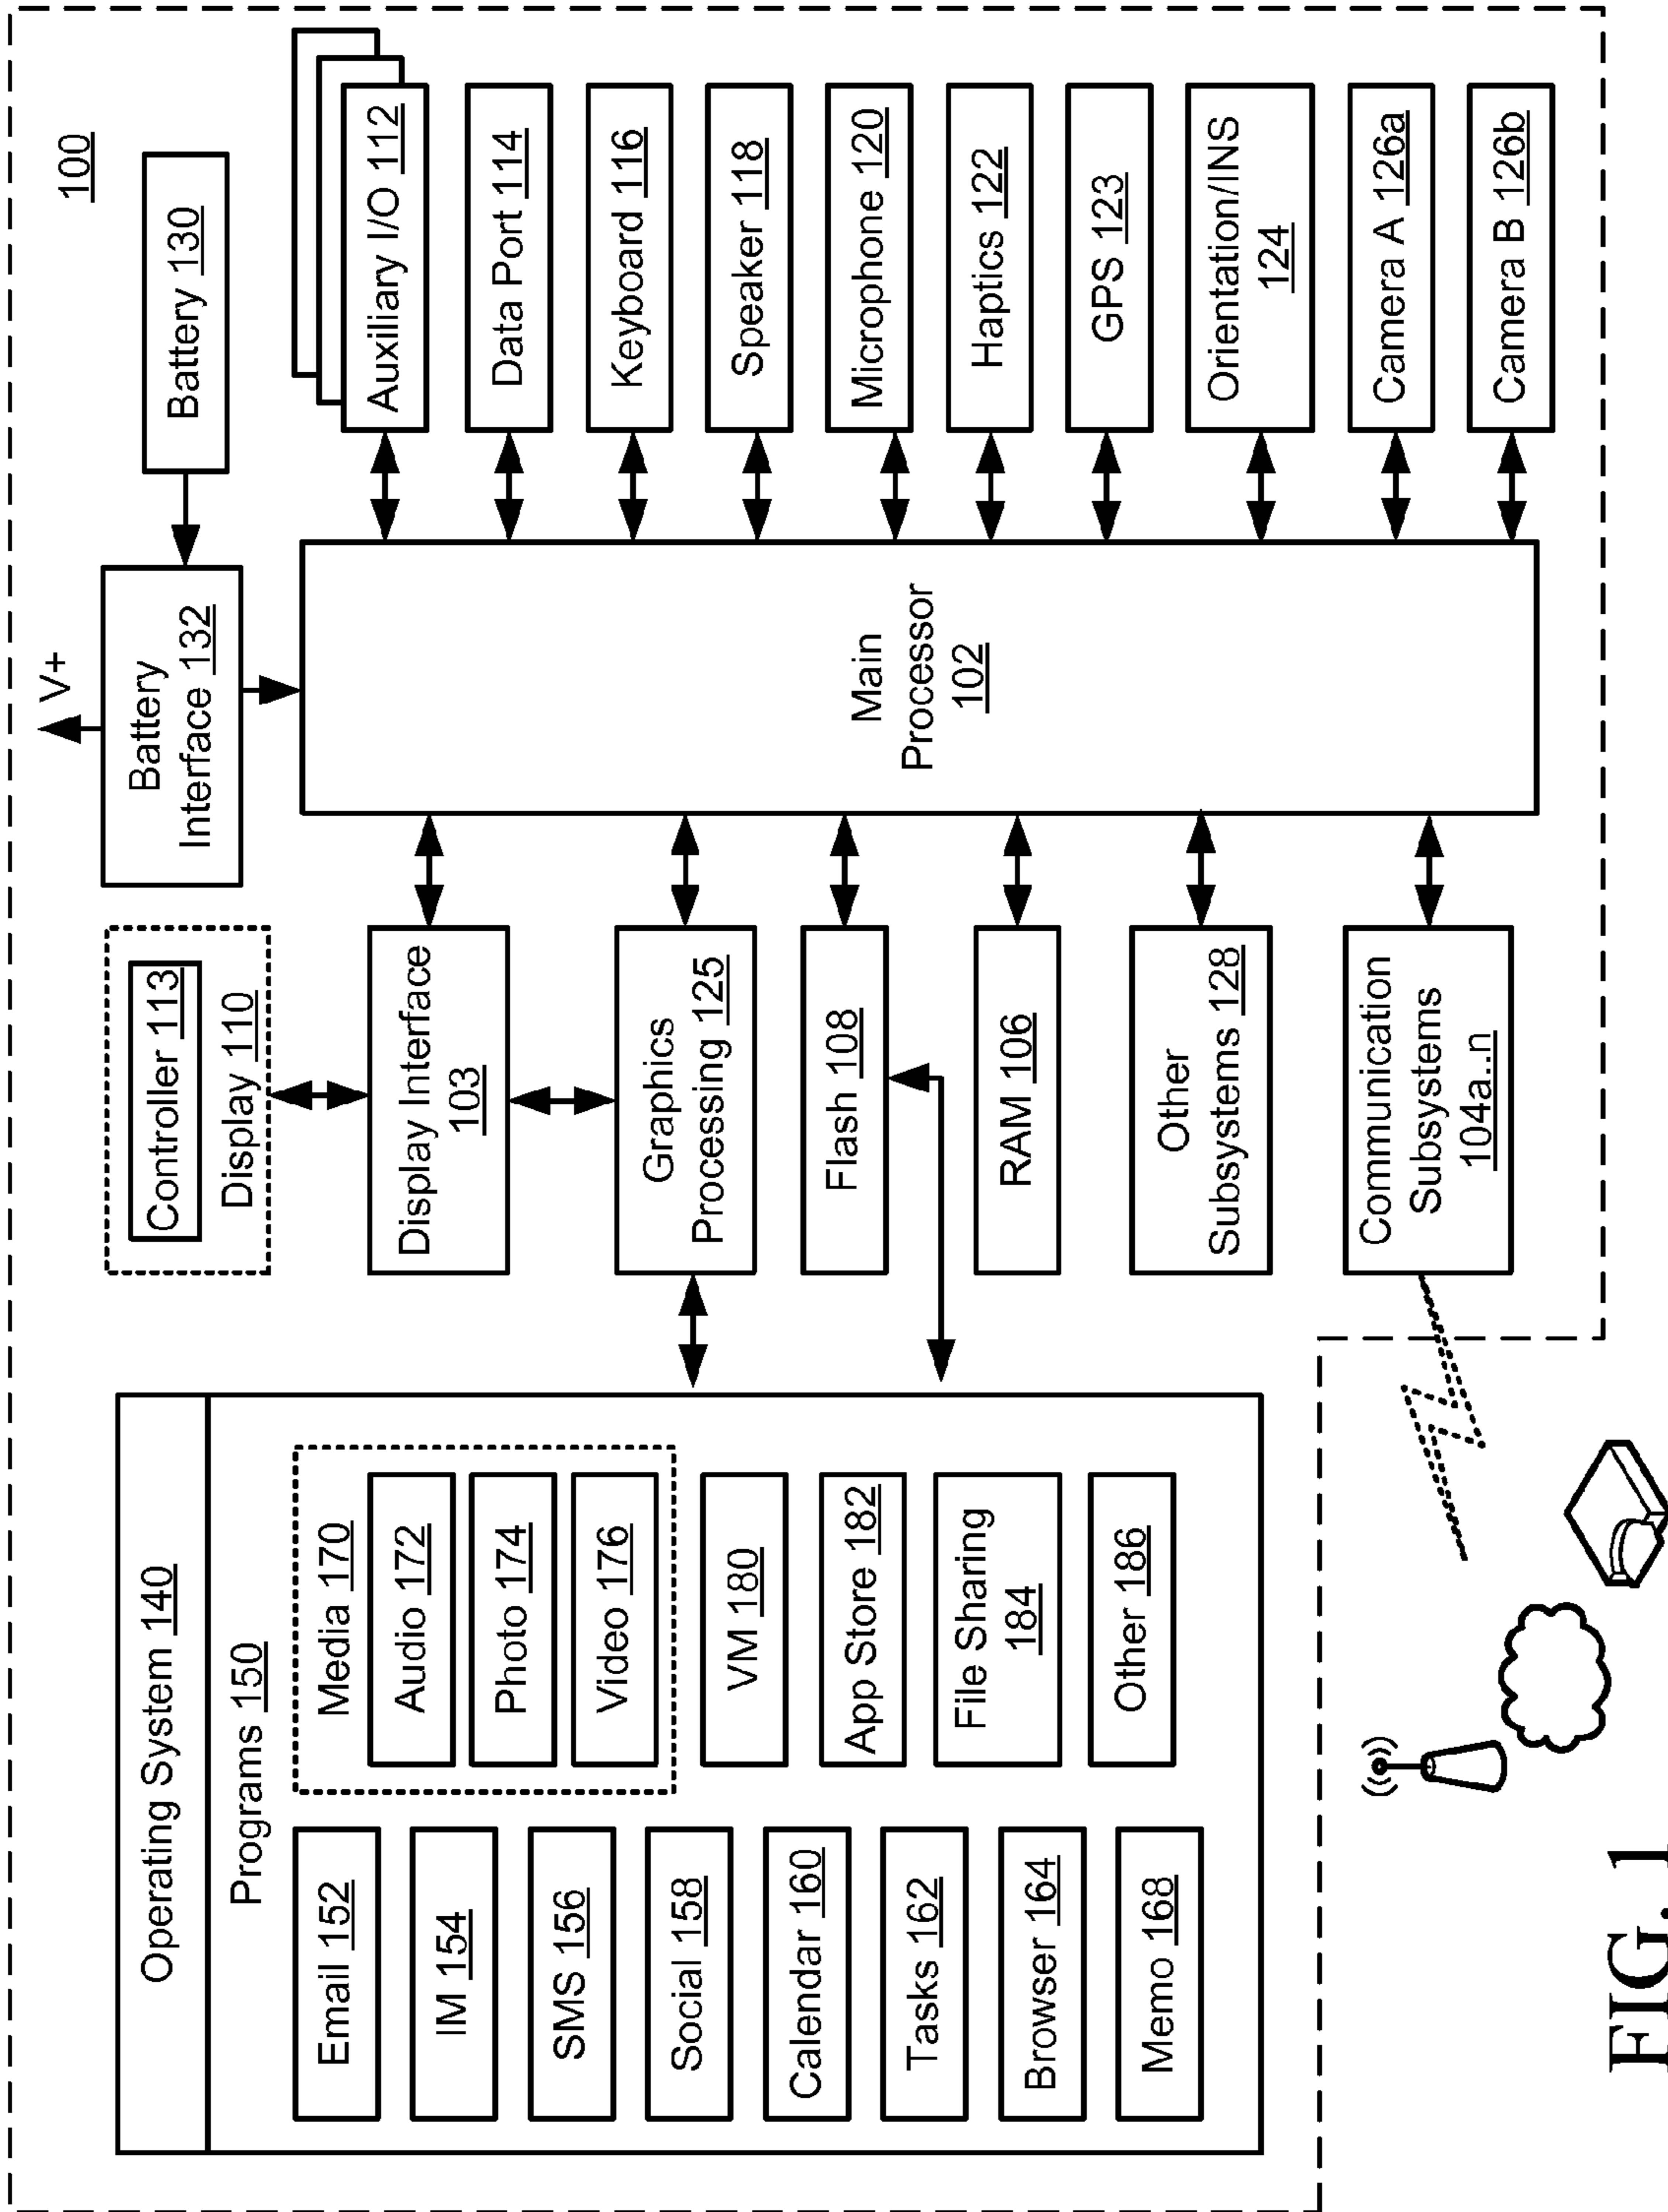 100
Operating System 140
Programs 150
Email 152
IM 154
SMS 156
Social 158
Calendar 160
Tasks 162
Browser 164
Memo 168
Media 170
Audio 172
Photo 174
Video 176
VM 180
App Store 182
File Sharing
184
Other 186
Controller 113
Display 110
Display Interface
103
Graphics
Processing 125
Flash 108
RAM 106
Other
Subsystems 128
Communication
Subsystems
104a..n
V+
Battery
Interface 132
Battery 130
Main
Processor
102
Auxiliary I/O 112
Data Port 114
Keyboard 116
Speaker 118
Microphone 120
Haptics 122
GPS 123
Orientation/INS
124
Camera A 126a
Camera B 126b
FIG. 1